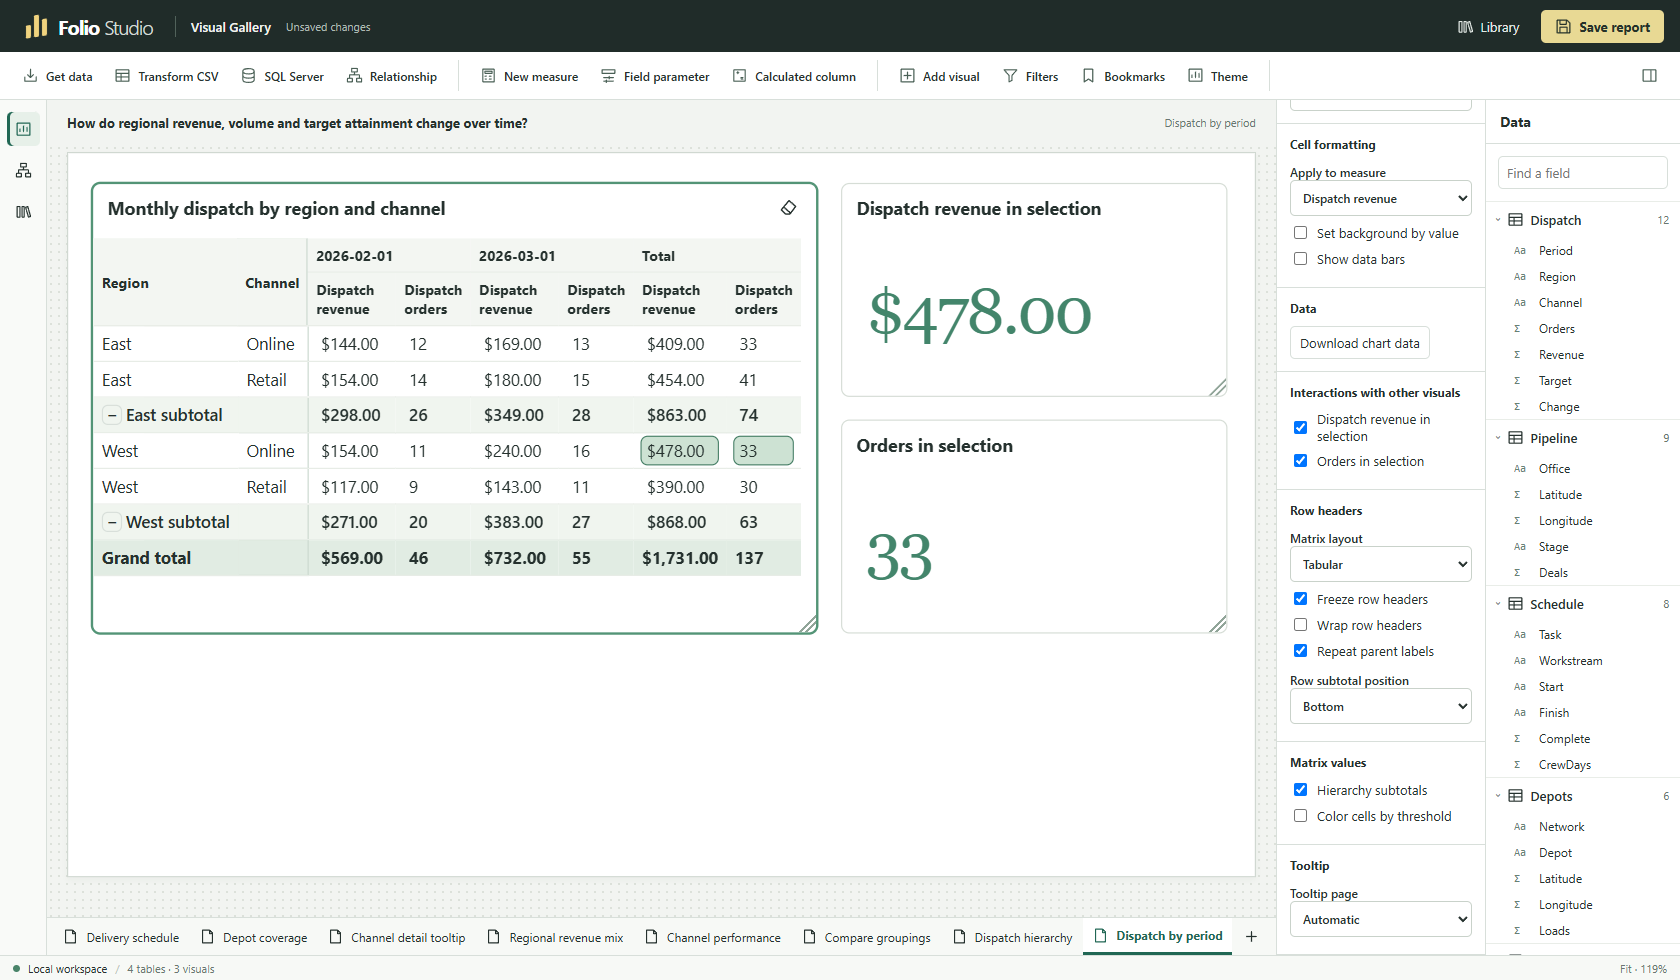 Folio Studio
Visual Gallery
Unsaved changes
Library
Save report
Get data
Transform CSV
SQL Server
Relationship
New measure
Field parameter
Calculated column
Add visual
Filters
Bookmarks
Theme
How do regional revenue, volume and target attainment change over time?
Dispatch by period
Monthly dispatch by region and channel
2026-02-01 2026-03-01 Total
Region Channel Dispatch revenue Dispatch orders Dispatch revenue Dispatch orders Dispatch revenue Dispatch orders
East Online $144.00 12 $169.00 13 $409.00 33
East Retail $154.00 14 $180.00 15 $454.00 41
− East subtotal $298.00 26 $349.00 28 $863.00 74
West Online $154.00 11 $240.00 16 $478.00 33
West Retail $117.00 9 $143.00 11 $390.00 30
− West subtotal $271.00 20 $383.00 27 $868.00 63
Grand total $569.00 46 $732.00 55 $1,731.00 137
Dispatch revenue in selection
$478.00
Orders in selection
33
Cell formatting
Apply to measure
Dispatch revenue
Set background by value
Show data bars
Data
Download chart data
Interactions with other visuals
Dispatch revenue in
selection
Orders in selection
Row headers
Matrix layout
Tabular
Freeze row headers
Wrap row headers
Repeat parent labels
Row subtotal position
Bottom
Matrix values
Hierarchy subtotals
Color cells by threshold
Tooltip
Tooltip page
Automatic
Data
Find a field
Dispatch 12
Aa Period
Aa Region
Aa Channel
Σ Orders
Σ Revenue
Σ Target
Σ Change
Pipeline 9
Aa Office
Σ Latitude
Σ Longitude
Aa Stage
Σ Deals
Schedule 8
Aa Task
Aa Workstream
Aa Start
Aa Finish
Σ Complete
Σ CrewDays
Depots 6
Aa Network
Aa Depot
Σ Latitude
Σ Longitude
Σ Loads
Delivery schedule
Depot coverage
Channel detail tooltip
Regional revenue mix
Channel performance
Compare groupings
Dispatch hierarchy
Dispatch by period
+
Local workspace / 4 tables · 3 visuals
Fit · 119%